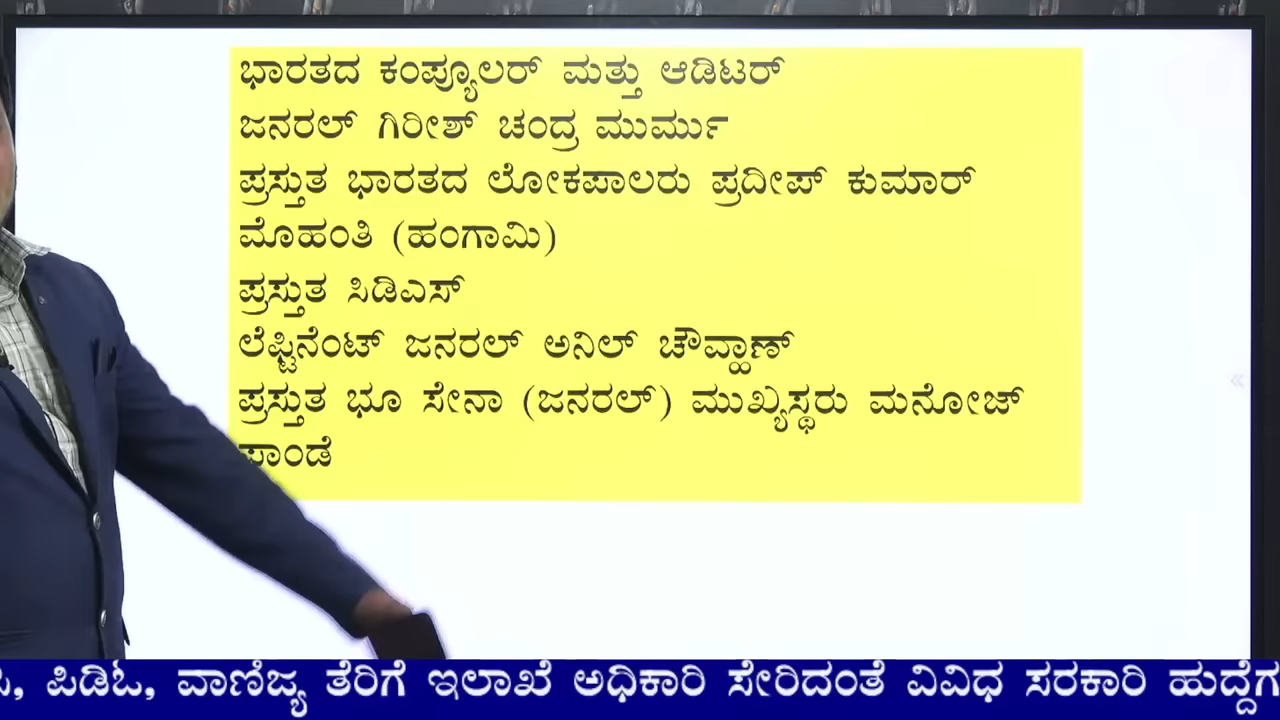 ಭಾರತದ ಕಂಪ್ಯೂಲರ್ ಮತ್ತು ಆಡಿಟರ್
ಜನರಲ್ ಗಿರೀಶ್ ಚಂದ್ರ ಮುರ್ಮು
ಪ್ರಸ್ತುತ ಭಾರತದ ಲೋಕಪಾಲರು ಪ್ರದೀಪ್ ಕುಮಾರ್
ಮೊಹಂತಿ (ಹಂಗಾಮಿ)
ಪ್ರಸ್ತುತ ಸಿಡಿಎಸ್
ಲೆಫ್ಟಿನೆಂಟ್ ಜನರಲ್ ಅನಿಲ್ ಚೌವ್ಹಾಣ್
ಪ್ರಸ್ತುತ ಭೂ ಸೇನಾ (ಜನರಲ್) ಮುಖ್ಯಸ್ಥರು ಮನೋಜ್
ಪಾಂಡೆ
ಪಿಡಿಓ, ವಾಣಿಜ್ಯ ತೆರಿಗೆ ಇಲಾಖೆ ಅಧಿಕಾರಿ ಸೇರಿದಂತೆ ವಿವಿಧ ಸರಕಾರಿ ಹುದ್ದೆಗ